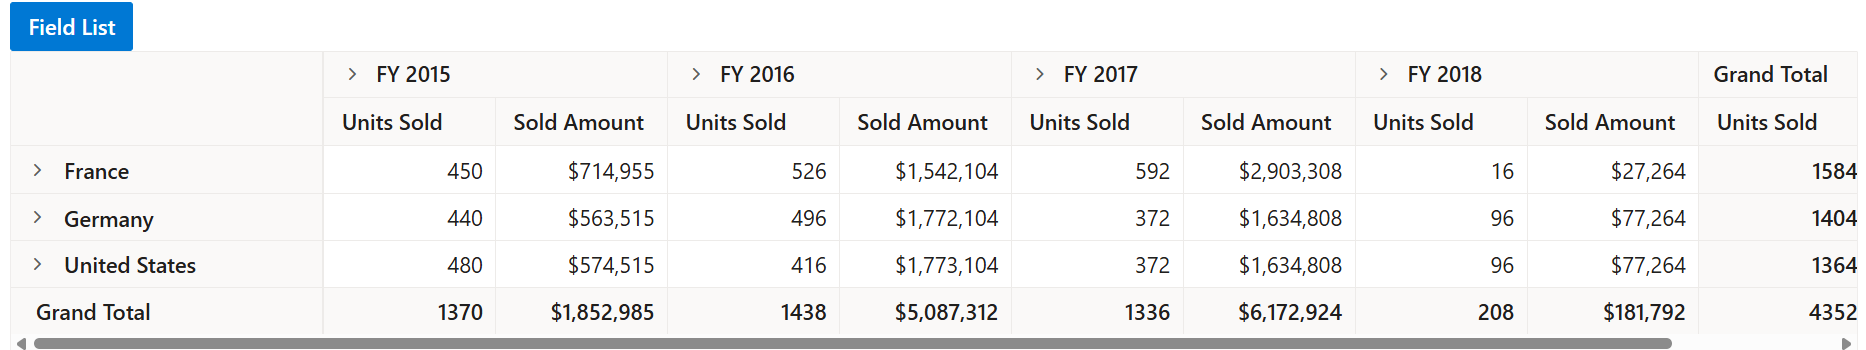 Field List
FY 2015 FY 2016 FY 2017 FY 2018 Grand Total
Units Sold Sold Amount Units Sold Sold Amount Units Sold Sold Amount Units Sold Sold Amount Units Sold
France 450 $714,955 526 $1,542,104 592 $2,903,308 16 $27,264 1584
Germany 440 $563,515 496 $1,772,104 372 $1,634,808 96 $77,264 1404
United States 480 $574,515 416 $1,773,104 372 $1,634,808 96 $77,264 1364
Grand Total 1370 $1,852,985 1438 $5,087,312 1336 $6,172,924 208 $181,792 4352